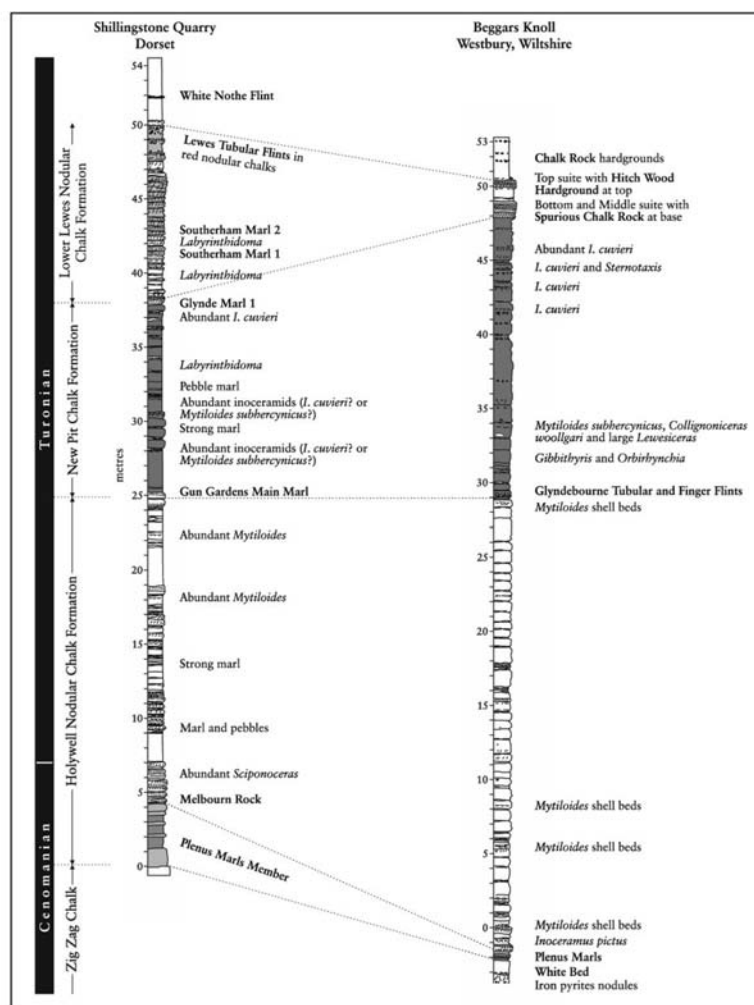 Shillingstone Quarry
Dorset
Beggars Knoll
Westbury, Wiltshire
Turonian
Cenomanian
Lower Lewes Nodular
Chalk Formation
New Pit Chalk Formation
Holywell Nodular Chalk Formation
Zig Zag Chalk
metres
54
50
45
40
35
30
25
20
15
10
5
0
White Nothe Flint
Lewes Tubular Flints in
red nodular chalks
Southerham Marl 2
Labyrinthidoma
Southerham Marl 1
Labyrinthidoma
Glynde Marl 1
Abundant I. cuvieri
Labyrinthidoma
Pebble marl
Abundant inoceramids (I. cuvieri? or
Mytiloides subhercynicus?)
Strong marl
Abundant inoceramids (I. cuvieri? or
Mytiloides subhercynicus?)
Gun Gardens Main Marl
Abundant Mytiloides
Abundant Mytiloides
Strong marl
Marl and pebbles
Abundant Sciponoceras
Melbourn Rock
Plenus Marls Member
53
50
45
40
35
30
25
20
15
10
5
0
Chalk Rock hardgrounds
Top suite with Hitch Wood
Hardground at top
Bottom and Middle suite with
Spurious Chalk Rock at base
Abundant I. cuvieri
I. cuvieri and Sternotaxis
I. cuvieri
I. cuvieri
Mytiloides subhercynicus, Collignoniceras
woollgari and large Lewesiceras
Gibbithyris and Orbirhynchia
Glyndebourne Tubular and Finger Flints
Mytiloides shell beds
Mytiloides shell beds
Mytiloides shell beds
Mytiloides shell beds
Inoceramus pictus
Plenus Marls
White Bed
Iron pyrites nodules